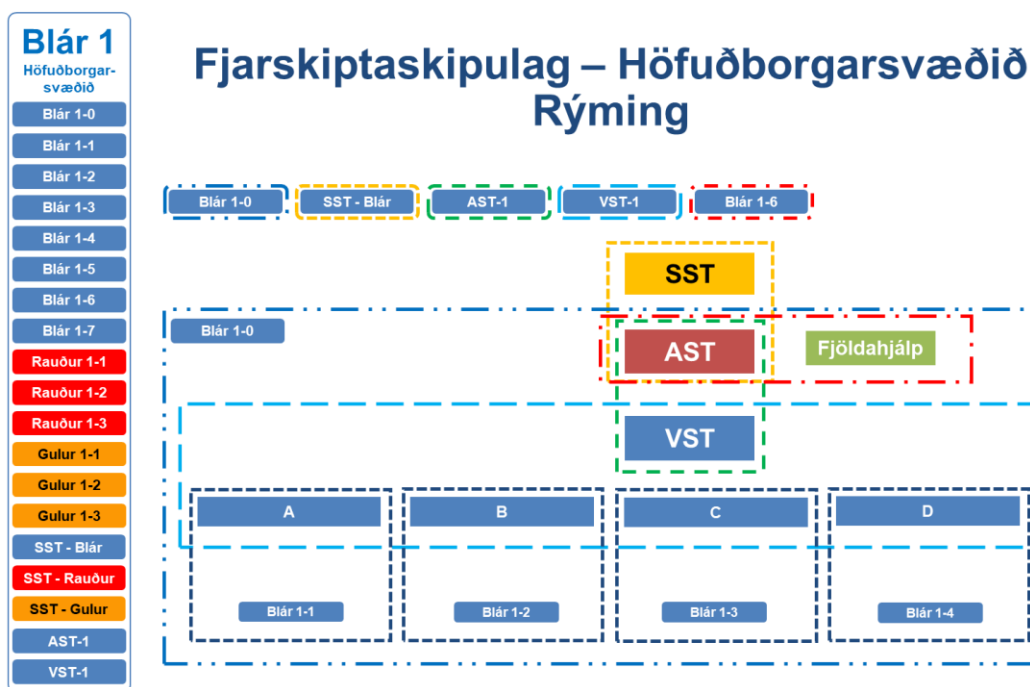 Blár 1
Höfuðborgar-
svæðið
Blár 1-0
Blár 1-1
Blár 1-2
Blár 1-3
Blár 1-4
Blár 1-5
Blár 1-6
Blár 1-7
Rauður 1-1
Rauður 1-2
Rauður 1-3
Gulur 1-1
Gulur 1-2
Gulur 1-3
SST - Blár
SST - Rauður
SST - Gulur
AST-1
VST-1
Fjarskiptaskipulag – Höfuðborgarsvæðið
Rýming
Blár 1-0 SST - Blár AST-1 VST-1 Blár 1-6
SST
Blár 1-0
AST Fjöldahjálp
VST
A B C D
Blár 1-1 Blár 1-2 Blár 1-3 Blár 1-4